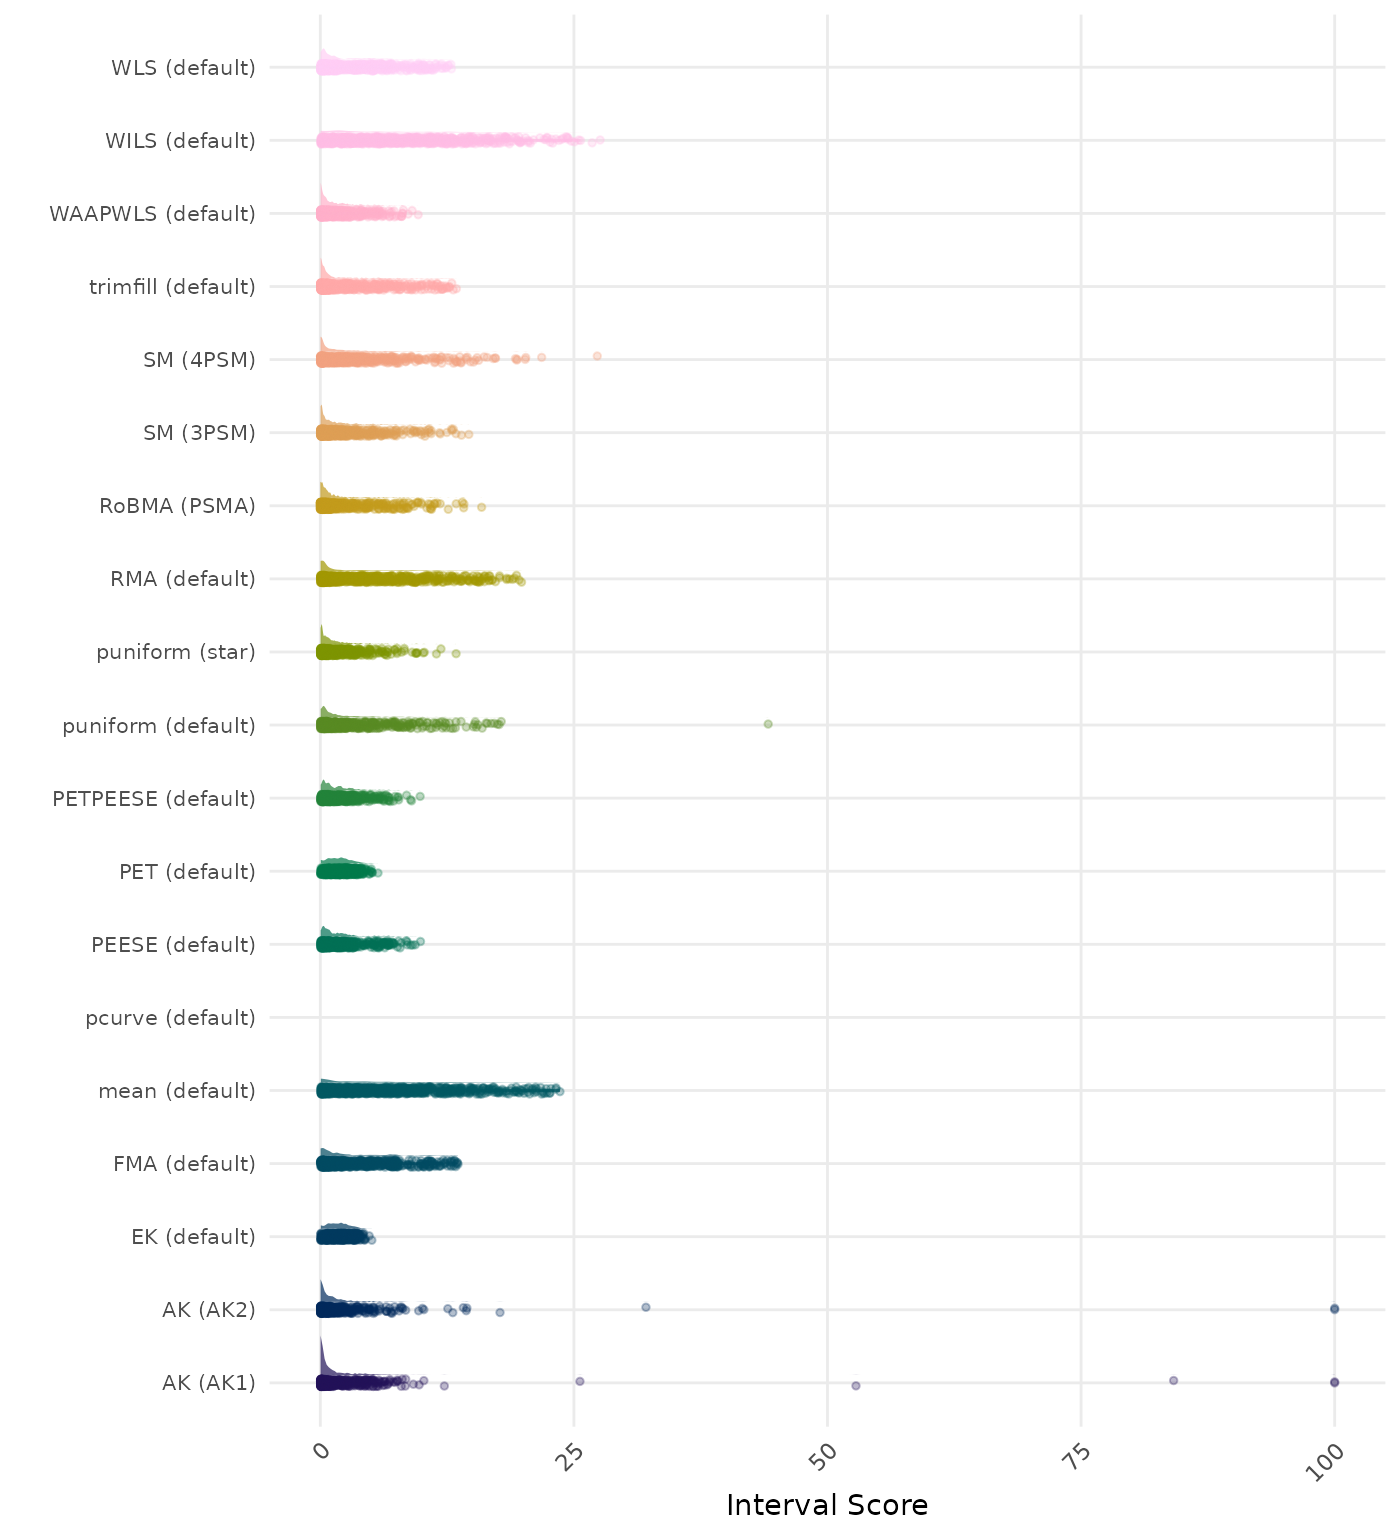 WLS (default)
WILS (default)
WAAPWLS (default)
trimfill (default)
SM (4PSM)
SM (3PSM)
RoBMA (PSMA)
RMA (default)
puniform (star)
puniform (default)
PETPEESE (default)
PET (default)
PEESE (default)
pcurve (default)
mean (default)
FMA (default)
EK (default)
AK (AK2)
AK (AK1)
0 25 50 75 100
Interval Score